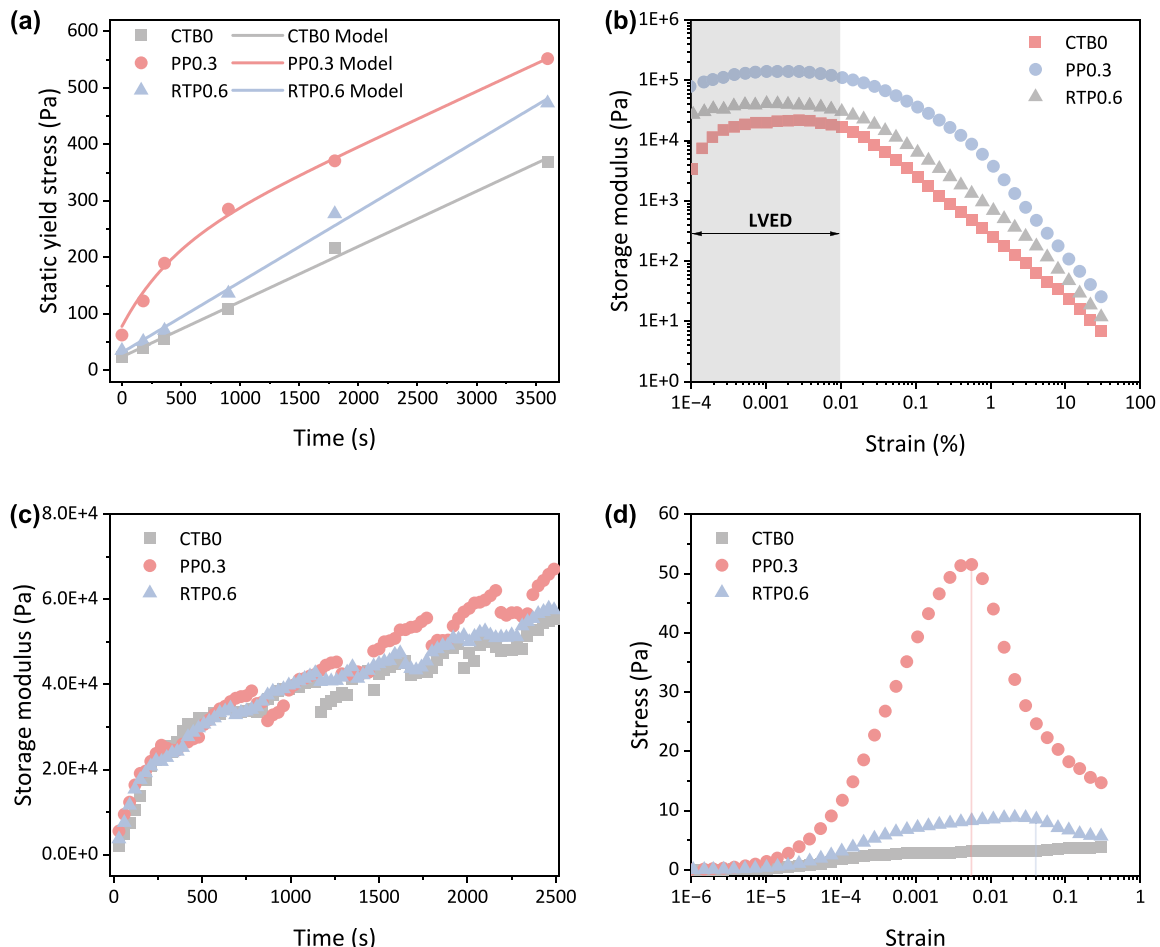 (a)
600
500
400
300
200
100
0
Static yield stress (Pa)
CTB0 CTB0 Model
PP0.3 PP0.3 Model
RTP0.6 RTP0.6 Model
0 500 1000 1500 2000 2500 3000 3500
Time (s)
(b)
1E+6
1E+5
1E+4
1E+3
1E+2
1E+1
1E+0
Storage modulus (Pa)
CTB0
PP0.3
RTP0.6
LVED
1E−4 0.001 0.01 0.1 1 10 100
Strain (%)
(c)
8.0E+4
6.0E+4
4.0E+4
2.0E+4
0.0E+0
Storage modulus (Pa)
CTB0
PP0.3
RTP0.6
0 500 1000 1500 2000 2500
Time (s)
(d)
60
50
40
30
20
10
0
Stress (Pa)
CTB0
PP0.3
RTP0.6
1E−6 1E−5 1E−4 0.001 0.01 0.1 1
Strain